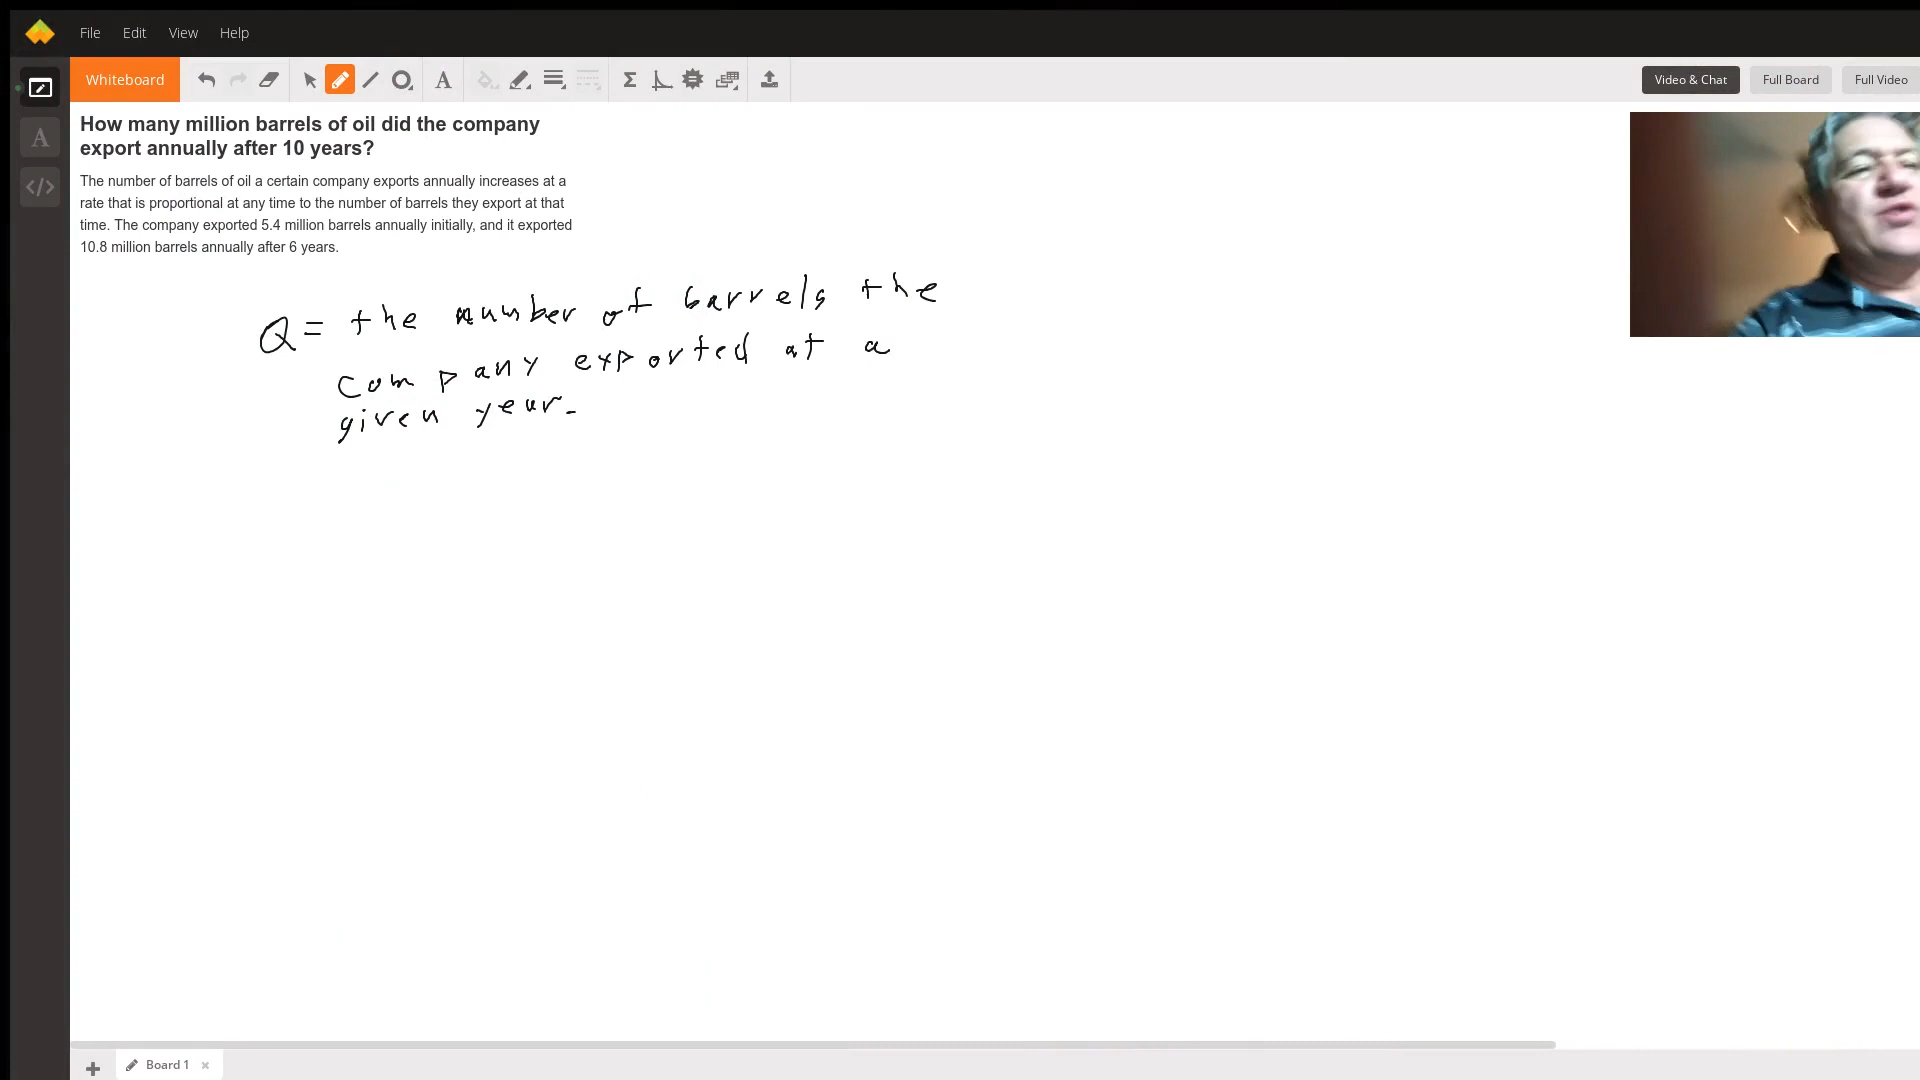 File Edit View Help
Whiteboard A Σ Video & Chat Full Board Full Video
A
</>
How many million barrels of oil did the company
export annually after 10 years?
The number of barrels of oil a certain company exports annually increases at a
rate that is proportional at any time to the number of barrels they export at that
time. The company exported 5.4 million barrels annually initially, and it exported
10.8 million barrels annually after 6 years.
Q = the number of barrels the
company exported at a
given year.
+ Board 1 ×